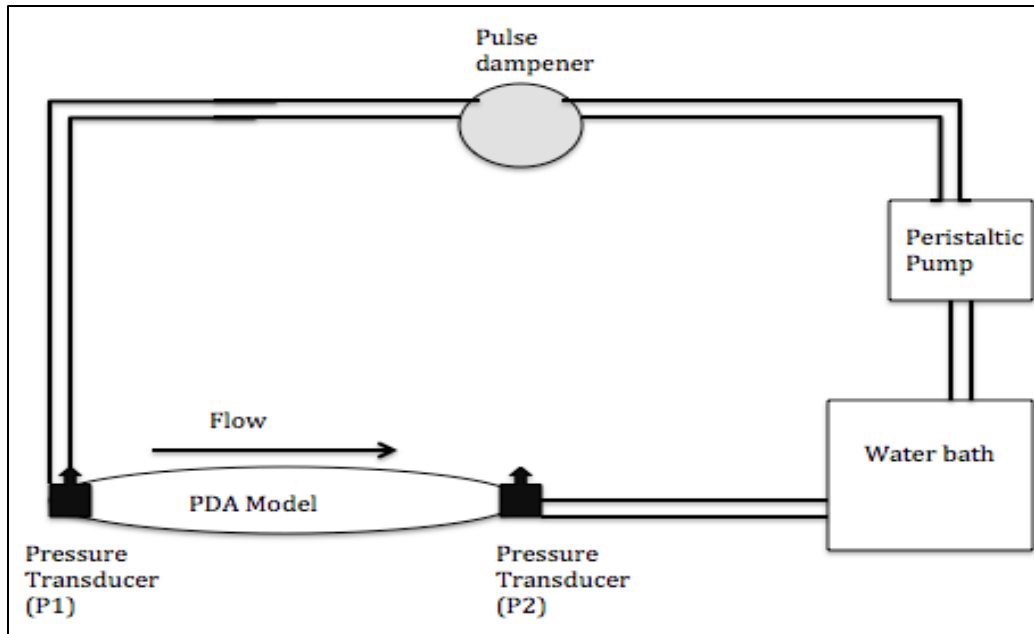 Pulse
dampener
Peristaltic
Pump
Flow
Water bath
PDA Model
Pressure
Transducer
(P1)
Pressure
Transducer
(P2)